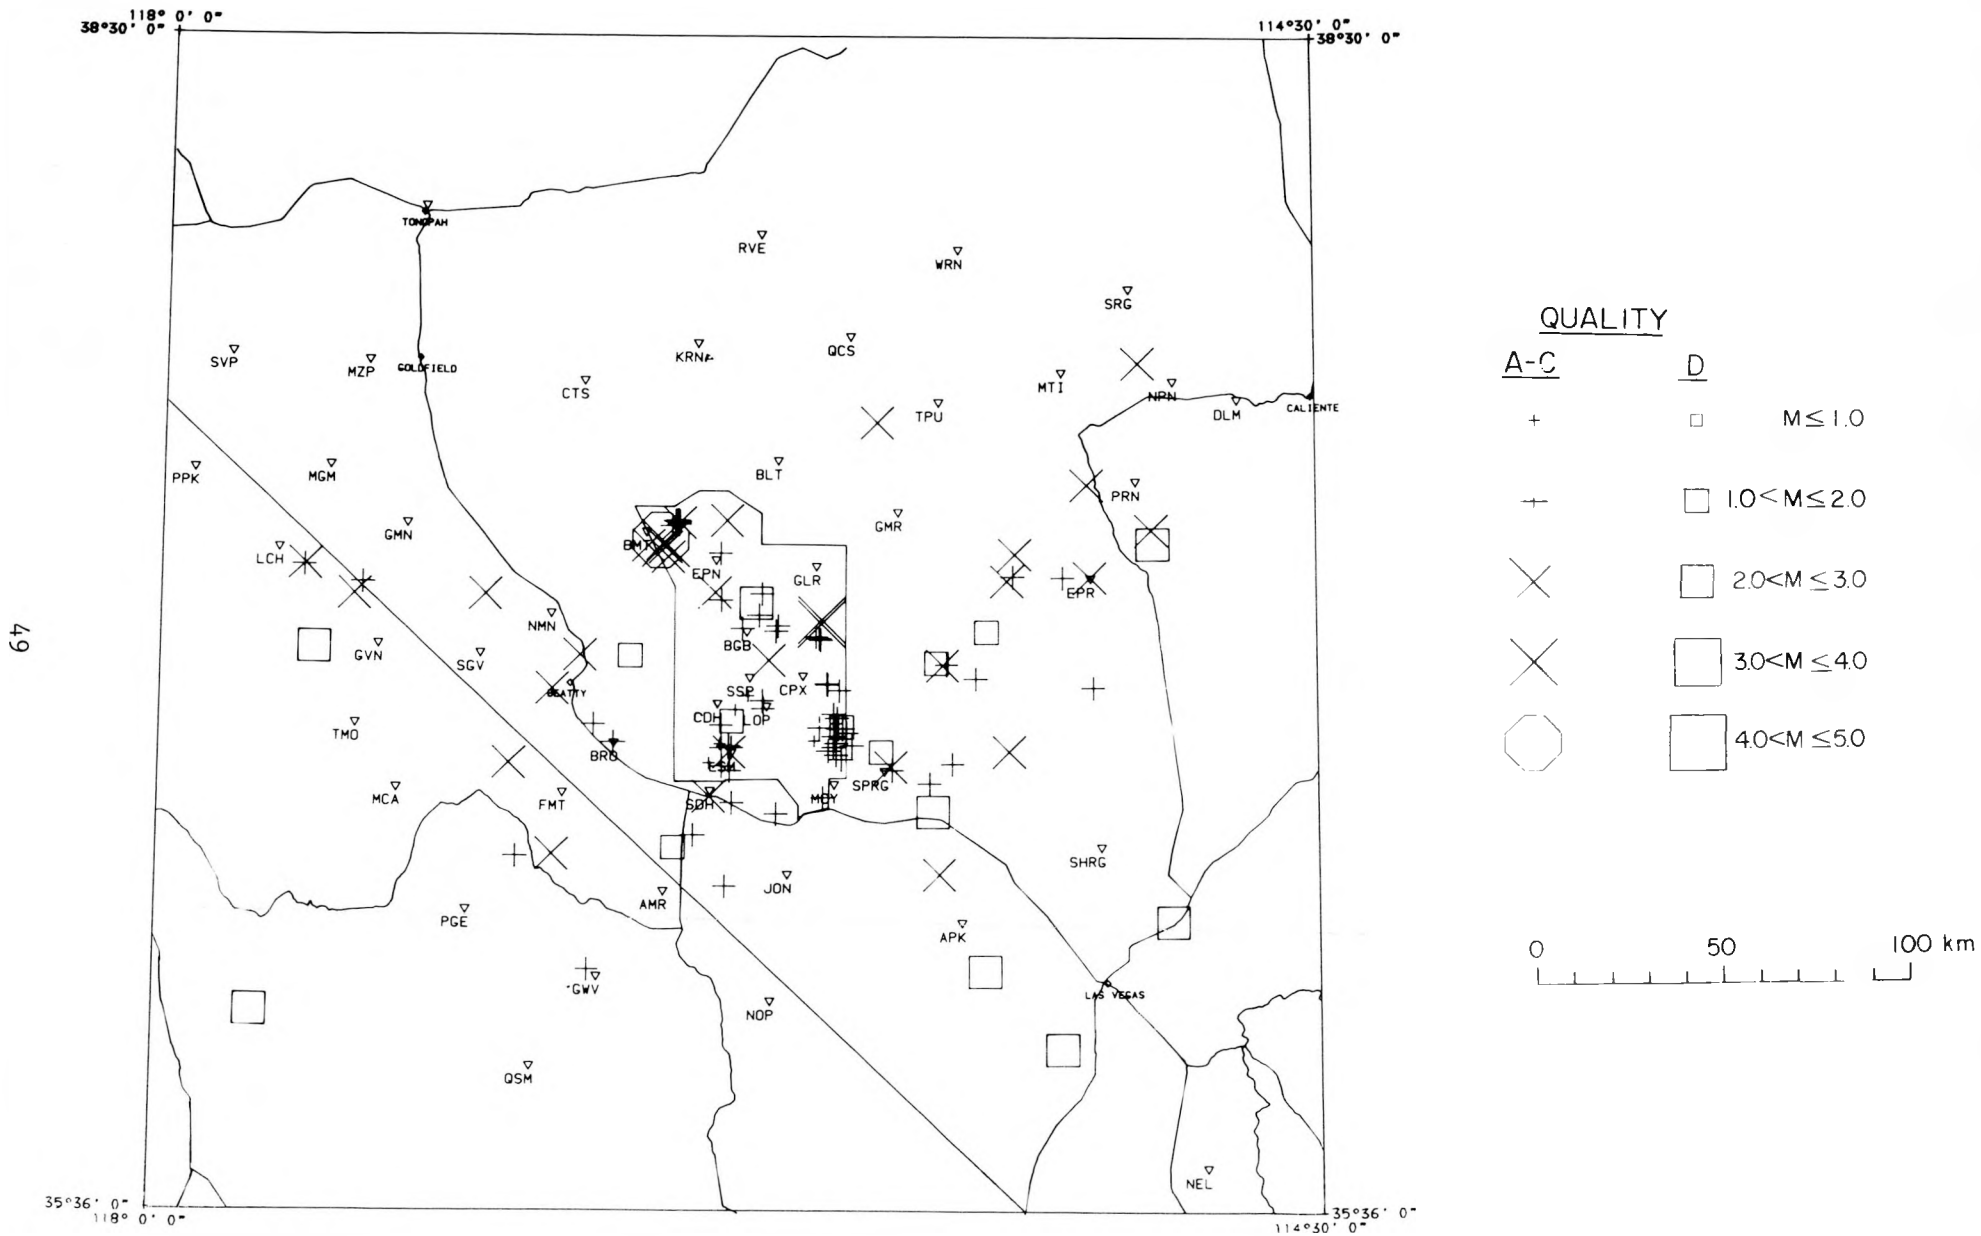 118° 0' 0"
38°30' 0"
114°30' 0"
38°30' 0"
TONOPAH
RVE
WRN
SRG
SVP
MZP
GOLDFIELD
KRN
QCS
CTS
MTI
NPN
DLM
CALIENTE
TPU
PPK
MGM
BLT
PRN
GMN
GMR
LCH
BMT
EPN
GLR
EPR
NMN
BGB
GVN
SGV
SSP
CPX
BEATTY
CDH
LOP
TMO
BRO
SPRG
MCA
FMT
SDH
MCY
SHRG
JON
AMR
PGE
APK
GWV
LAS VEGAS
NOP
QSM
NEL
35°36' 0"
118° 0' 0"
35°36' 0"
114°30' 0"
QUALITY
A-C D
M ≤ 1.0
1.0 < M ≤ 2.0
2.0 < M ≤ 3.0
3.0 < M ≤ 4.0
4.0 < M ≤ 5.0
0 50 100 km
49